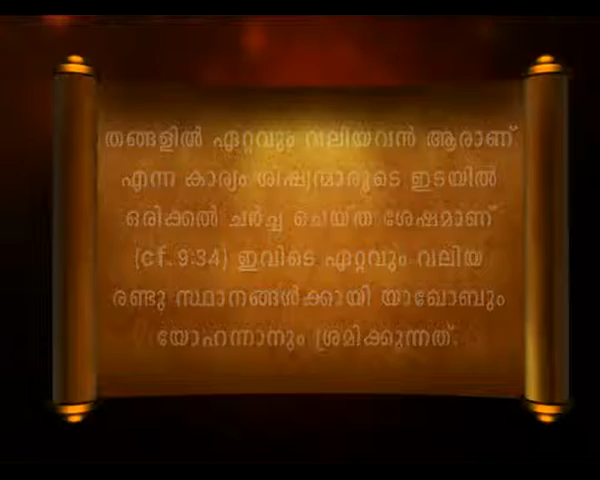 തങ്ങളിൽ ഏറ്റവും വലിയവൻ ആരാണ്
എന്ന കാര്യം ശിഷ്യന്മാരുടെ ഇടയിൽ
ഒരിക്കൽ ചർച്ച ചെയ്ത ശേഷമാണ്
(cf. 9:34) ഇവിടെ ഏറ്റവും വലിയ
രണ്ടു സ്ഥാനങ്ങൾക്കായി യാഖോബും
യോഹന്നാനും ശ്രമിക്കുന്നത്.